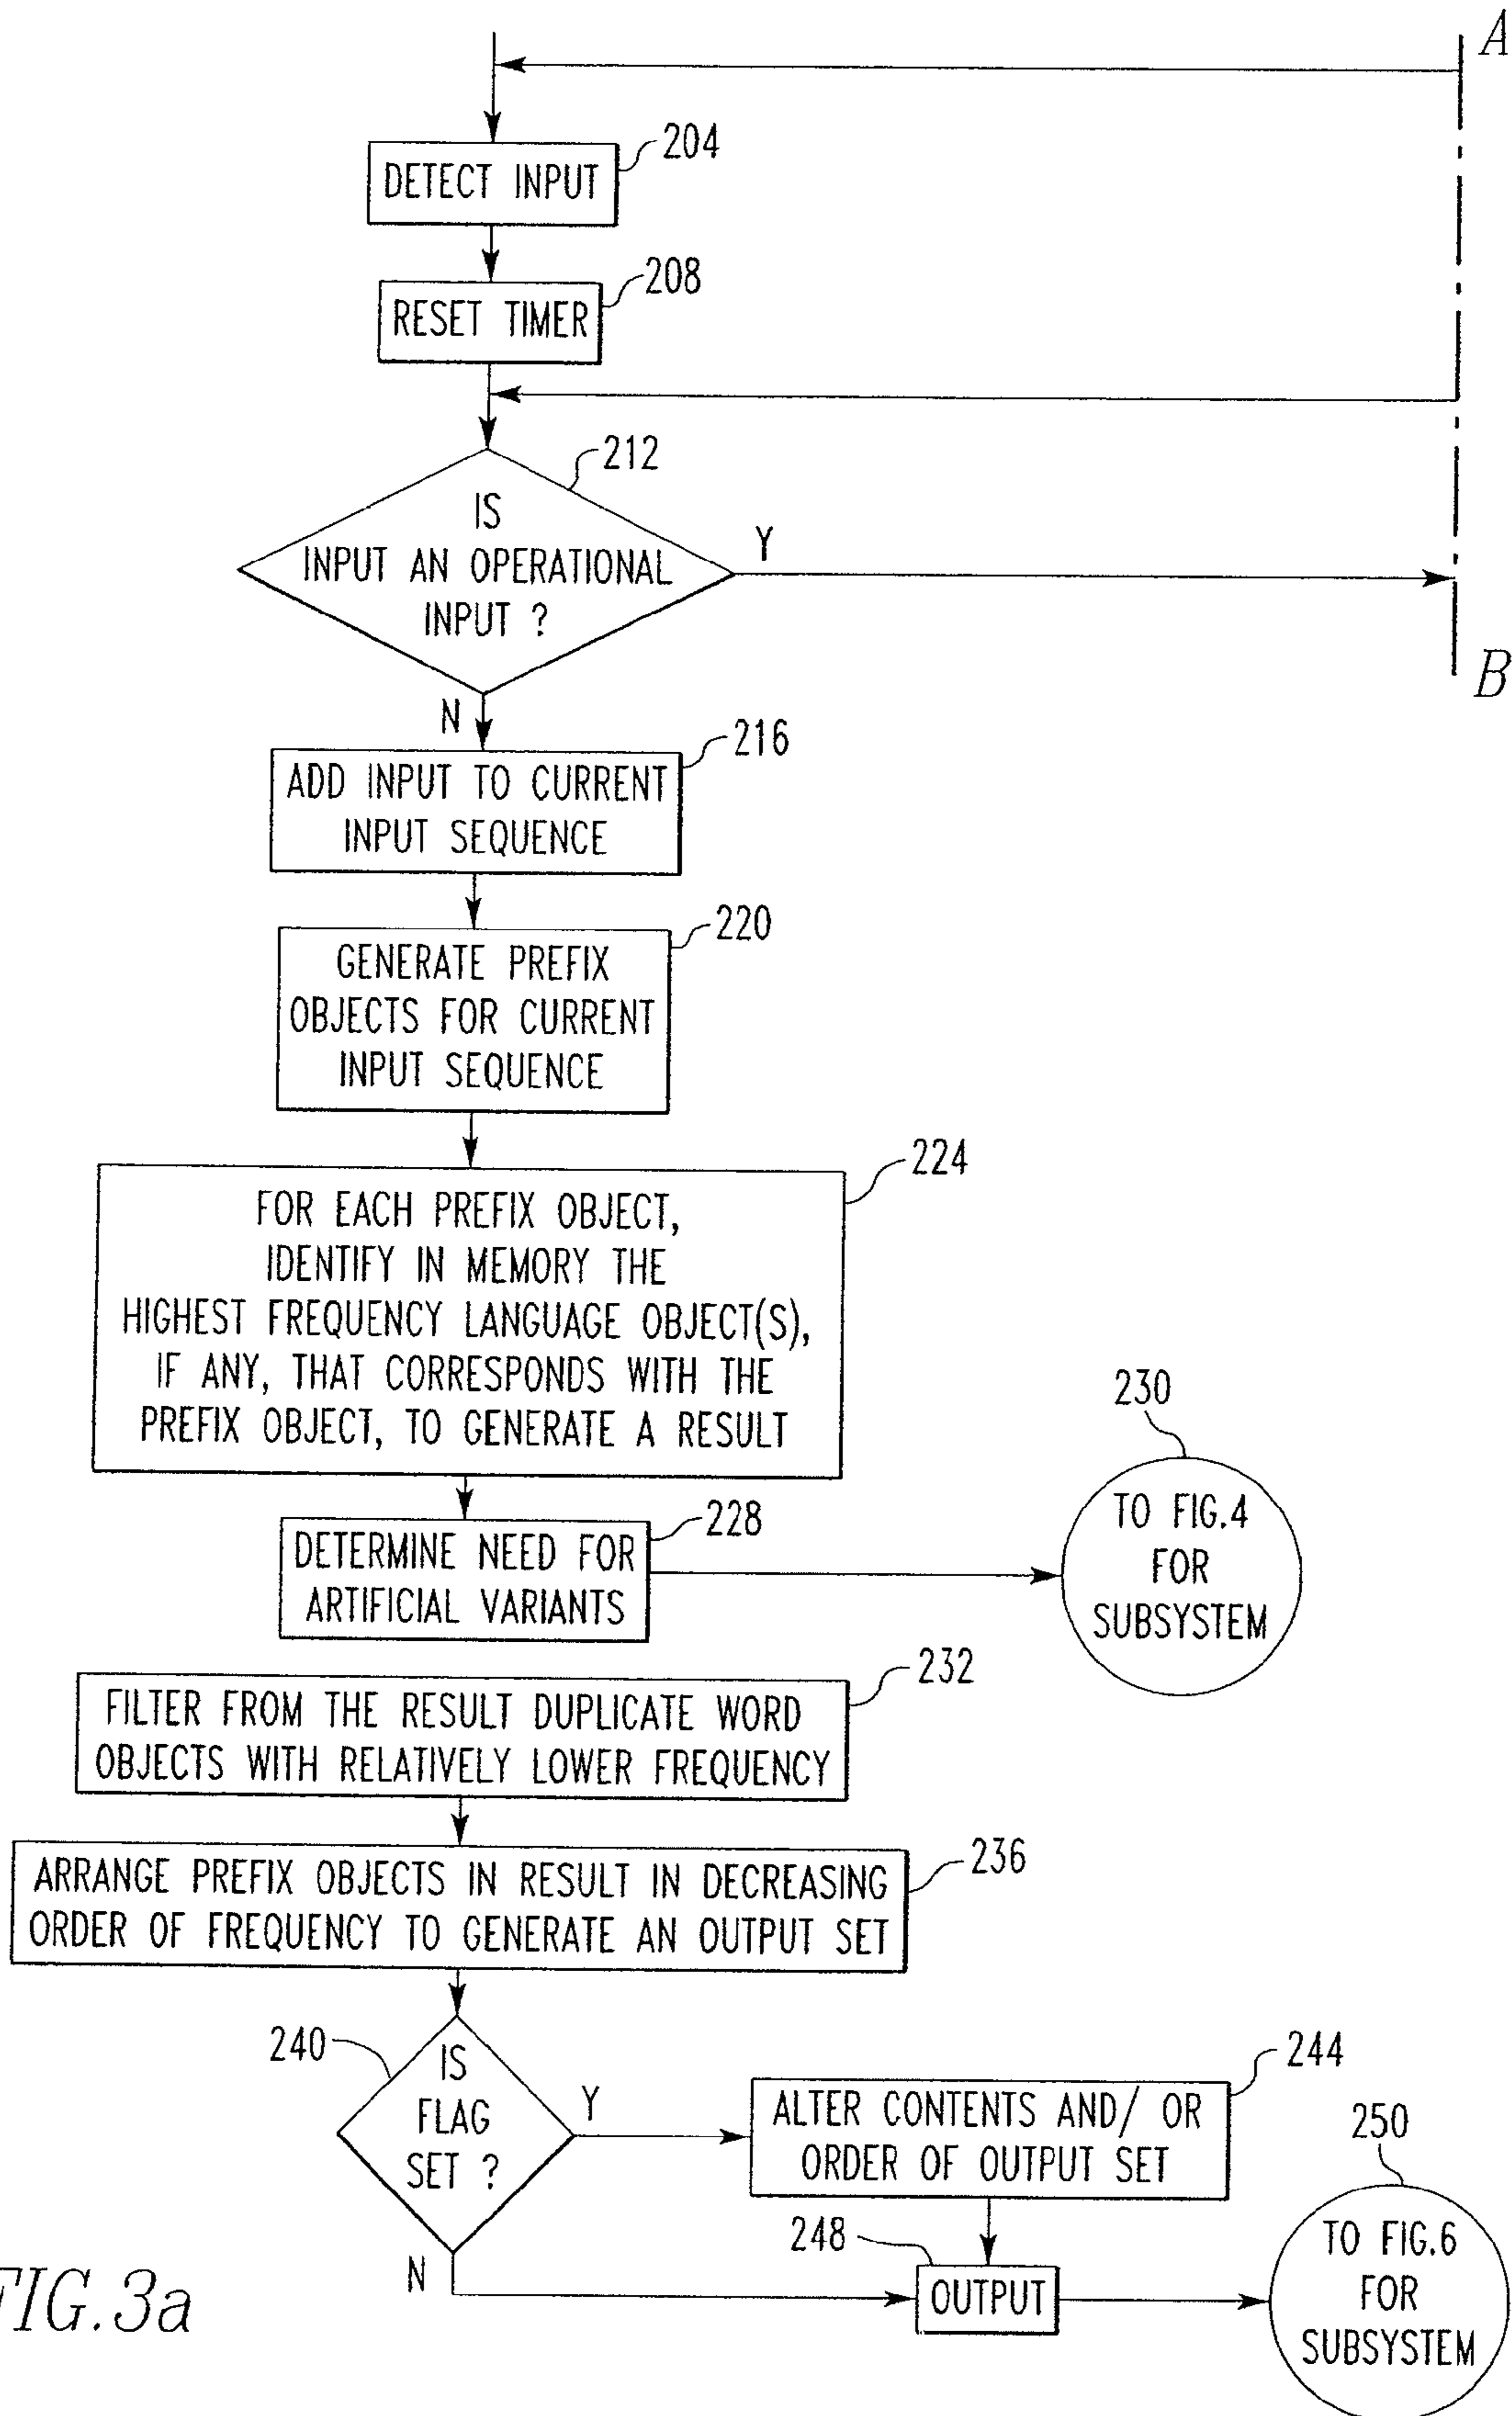 A
204
DETECT INPUT
208
RESET TIMER
212
IS
INPUT AN OPERATIONAL
INPUT ?
Y
B
N
216
ADD INPUT TO CURRENT
INPUT SEQUENCE
220
GENERATE PREFIX
OBJECTS FOR CURRENT
INPUT SEQUENCE
224
FOR EACH PREFIX OBJECT,
IDENTIFY IN MEMORY THE
HIGHEST FREQUENCY LANGUAGE OBJECT(S),
IF ANY, THAT CORRESPONDS WITH THE
PREFIX OBJECT, TO GENERATE A RESULT
228
DETERMINE NEED FOR
ARTIFICIAL VARIANTS
230
TO FIG.4
FOR
SUBSYSTEM
232
FILTER FROM THE RESULT DUPLICATE WORD
OBJECTS WITH RELATIVELY LOWER FREQUENCY
236
ARRANGE PREFIX OBJECTS IN RESULT IN DECREASING
ORDER OF FREQUENCY TO GENERATE AN OUTPUT SET
240
IS
FLAG
SET ?
Y
244
ALTER CONTENTS AND/ OR
ORDER OF OUTPUT SET
N
248
OUTPUT
250
TO FIG.6
FOR
SUBSYSTEM
FIG.3a